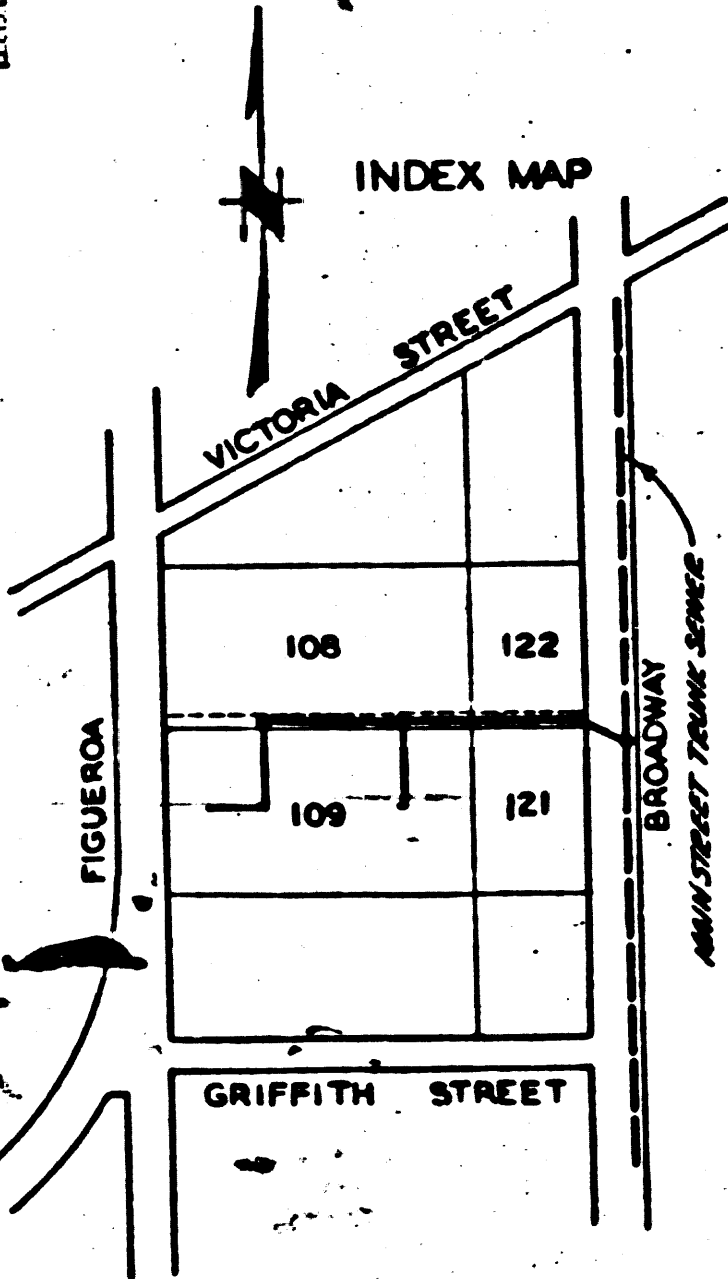 INDEX MAP
VICTORIA STREET
108
122
FIGUEROA
109
121
BROADWAY
MAIN STREET TRUNK SEWER
GRIFFITH STREET